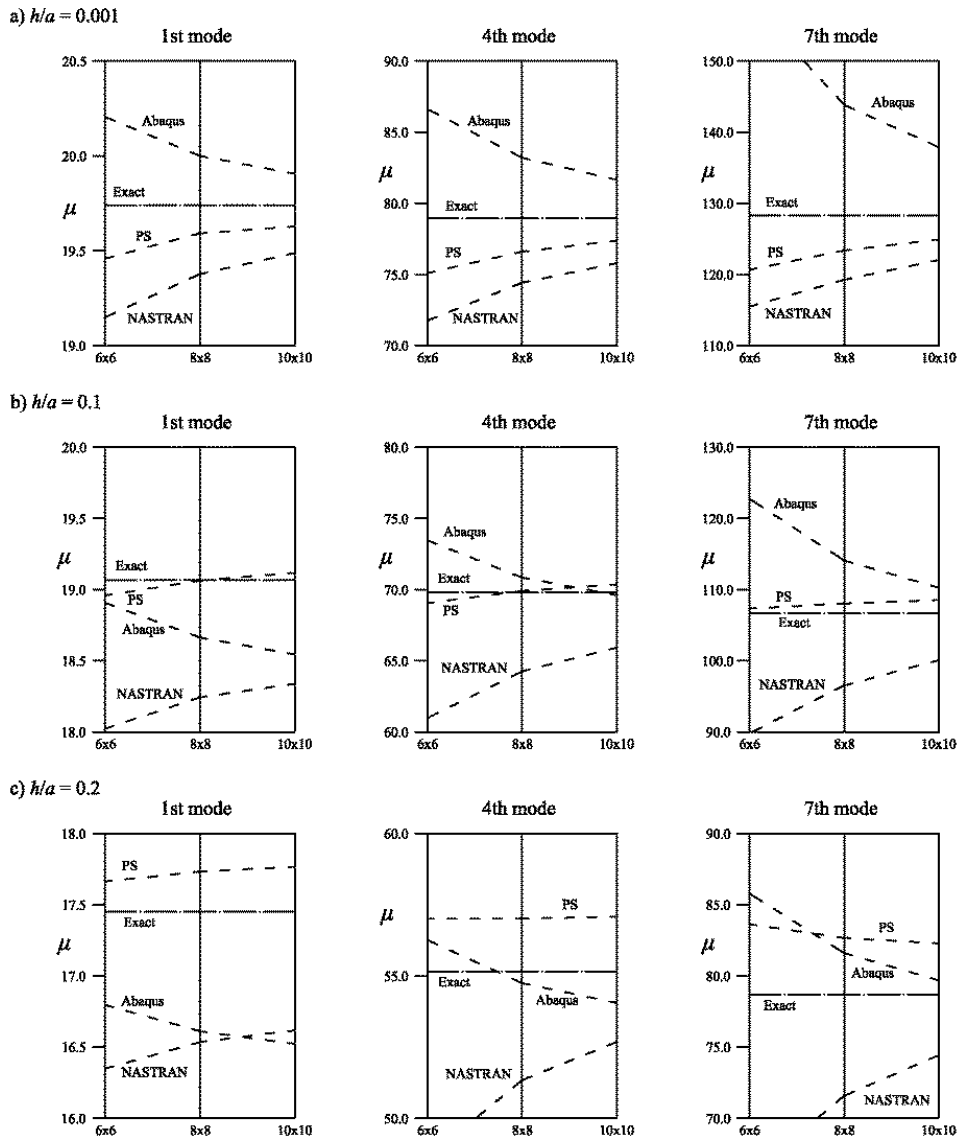 a) h/a = 0.001
1st mode
20.5
20.0
19.5
19.0
μ
Abaqus
Exact
PS
NASTRAN
6x6
8x8
10x10
4th mode
90.0
85.0
80.0
75.0
70.0
μ
Abaqus
Exact
PS
NASTRAN
6x6
8x8
10x10
7th mode
150.0
140.0
130.0
120.0
110.0
μ
Abaqus
Exact
PS
NASTRAN
6x6
8x8
10x10
b) h/a = 0.1
1st mode
20.0
19.5
19.0
18.5
18.0
μ
Exact
PS
Abaqus
NASTRAN
6x6
8x8
10x10
4th mode
80.0
75.0
70.0
65.0
60.0
μ
Abaqus
Exact
PS
NASTRAN
6x6
8x8
10x10
7th mode
130.0
120.0
110.0
100.0
90.0
μ
Abaqus
PS
Exact
NASTRAN
6x6
8x8
10x10
c) h/a = 0.2
1st mode
18.0
17.5
17.0
16.5
16.0
μ
PS
Exact
Abaqus
NASTRAN
6x6
8x8
10x10
4th mode
60.0
55.0
50.0
μ
PS
Exact
Abaqus
NASTRAN
6x6
8x8
10x10
7th mode
90.0
85.0
80.0
75.0
70.0
μ
PS
Abaqus
Exact
NASTRAN
6x6
8x8
10x10